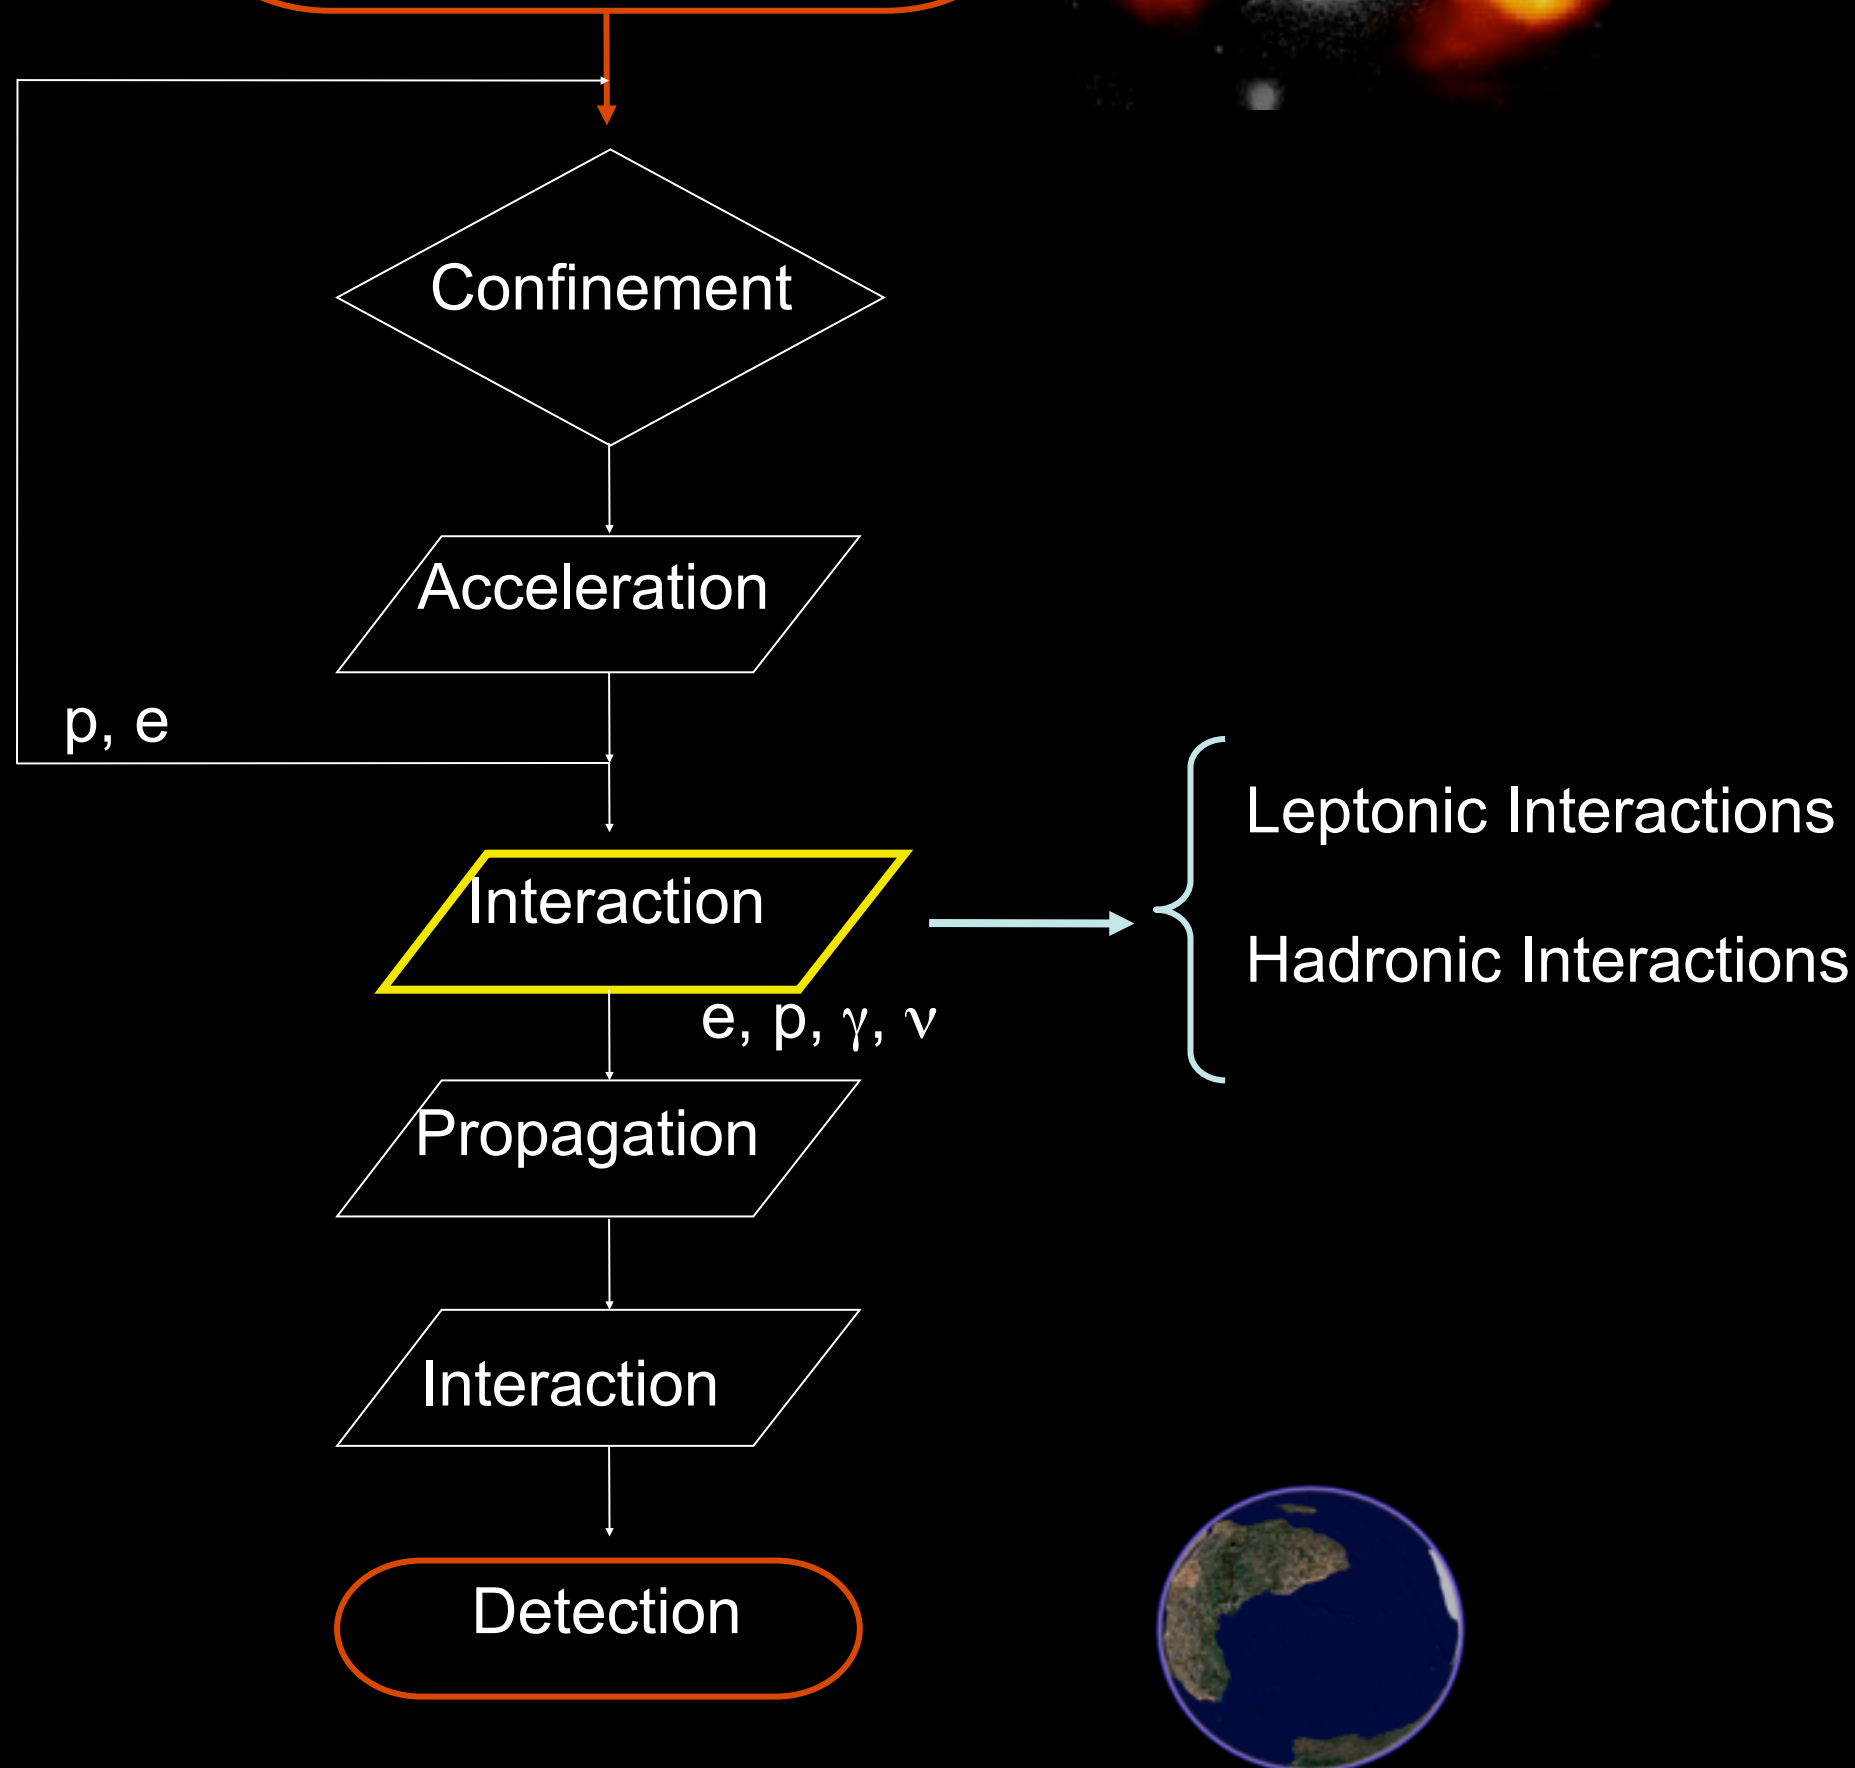 Confinement
Acceleration
p, e
Leptonic Interactions
Interaction
Hadronic Interactions
e, p, γ, ν
Propagation
Interaction
Detection